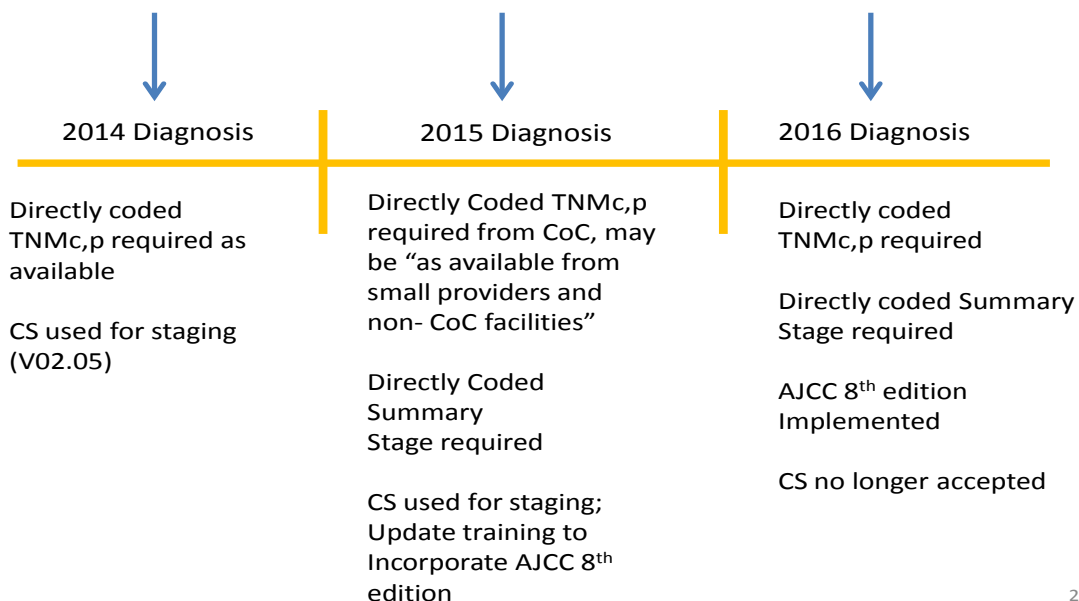 2014 Diagnosis
Directly coded
TNMc,p required as
available
CS used for staging
(V02.05)
2015 Diagnosis
Directly Coded TNMc,p
required from CoC, may
be “as available from
small providers and
non- CoC facilities”
Directly Coded
Summary
Stage required
CS used for staging;
Update training to
Incorporate AJCC 8th
edition
2016 Diagnosis
Directly coded
TNMc,p required
Directly coded Summary
Stage required
AJCC 8th edition
Implemented
CS no longer accepted
2